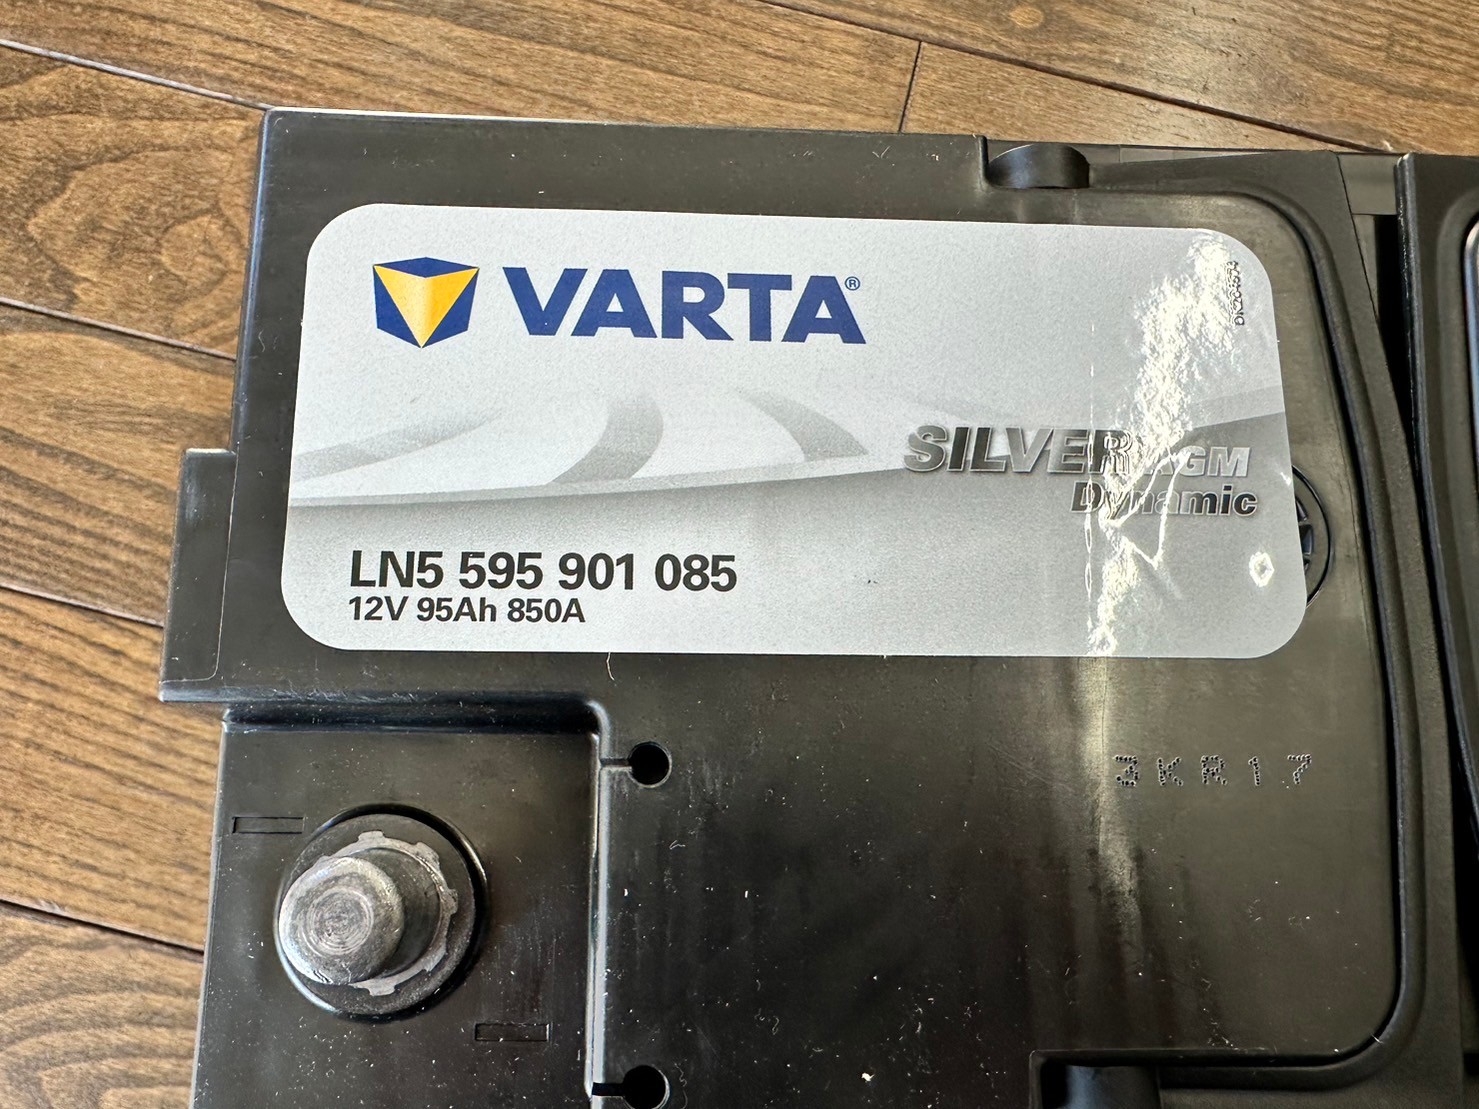 VARTA®
SILVER AGM
Dynamic
LN5 595 901 085
12V 95Ah 850A
3KR17